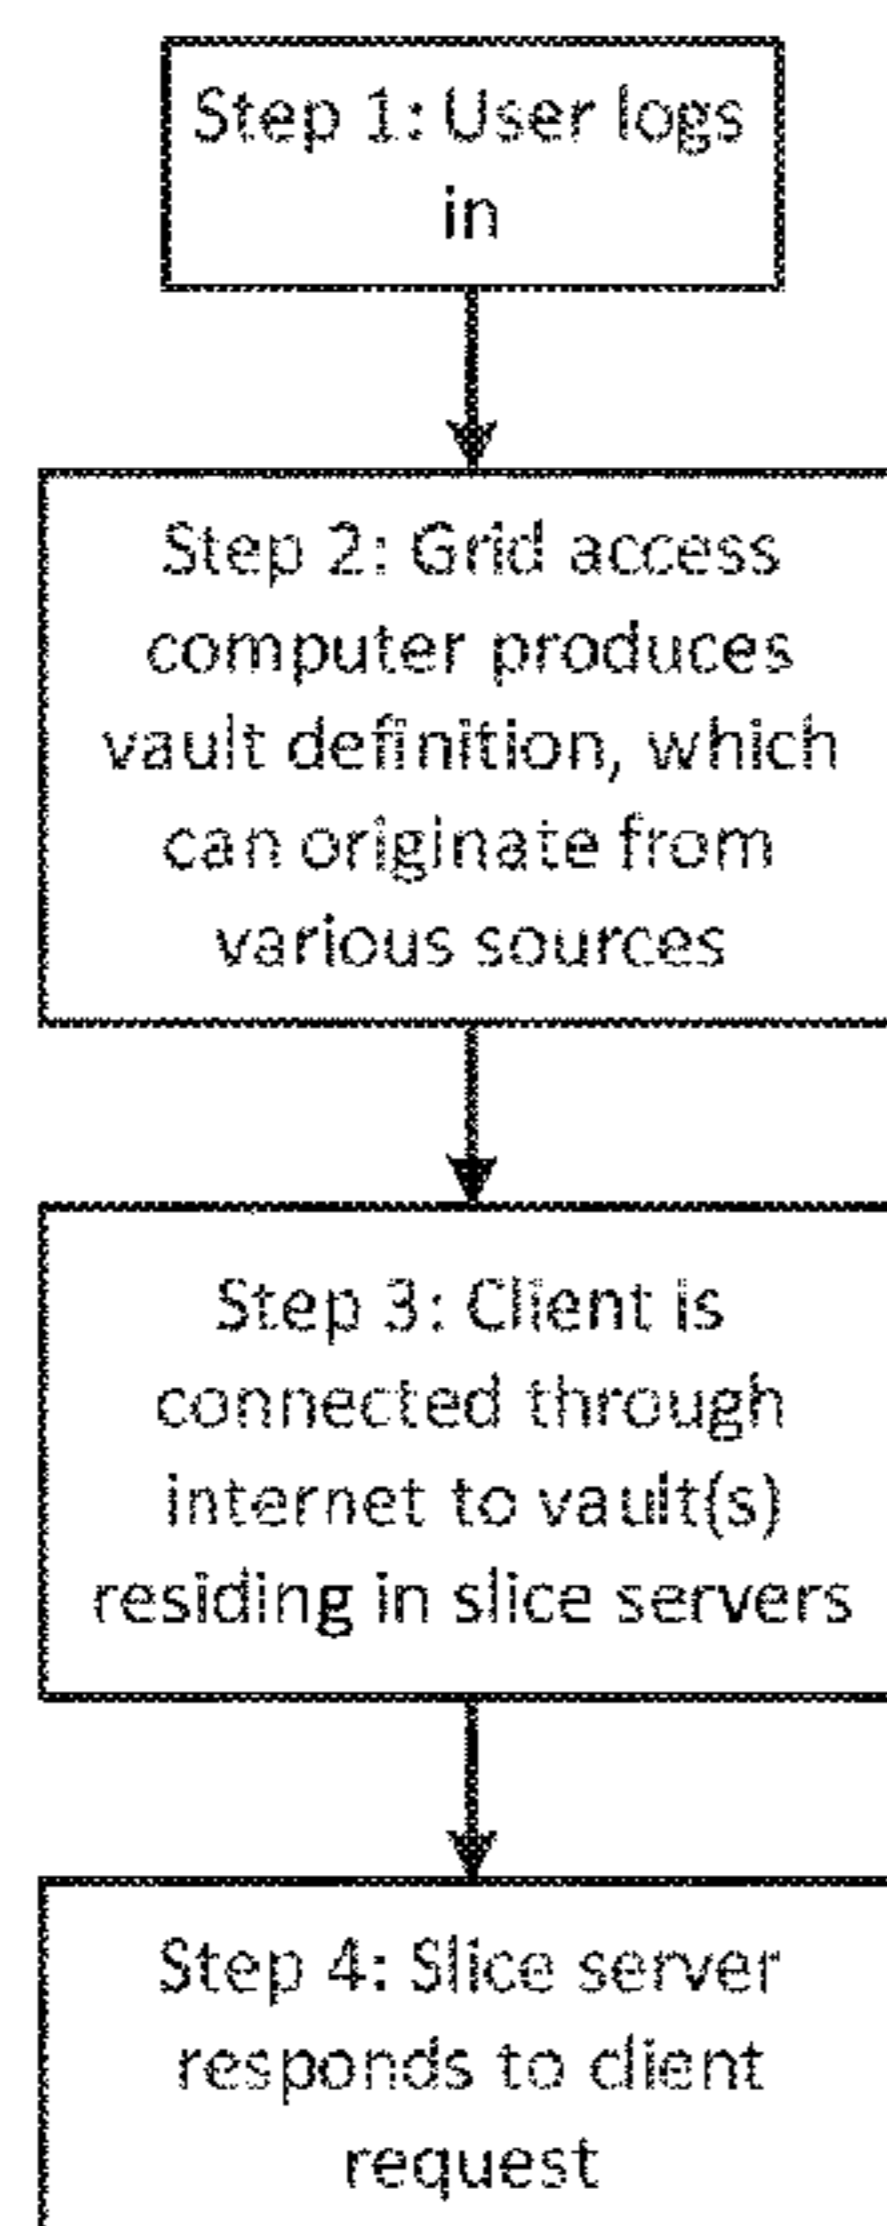 Step 1: User logs
in
Step 2: Grid access
computer produces
vault definition, which
can originate from
various sources
Step 3: Client is
connected through
internet to vault(s)
residing in slice servers
Step 4: Slice server
responds to client
request